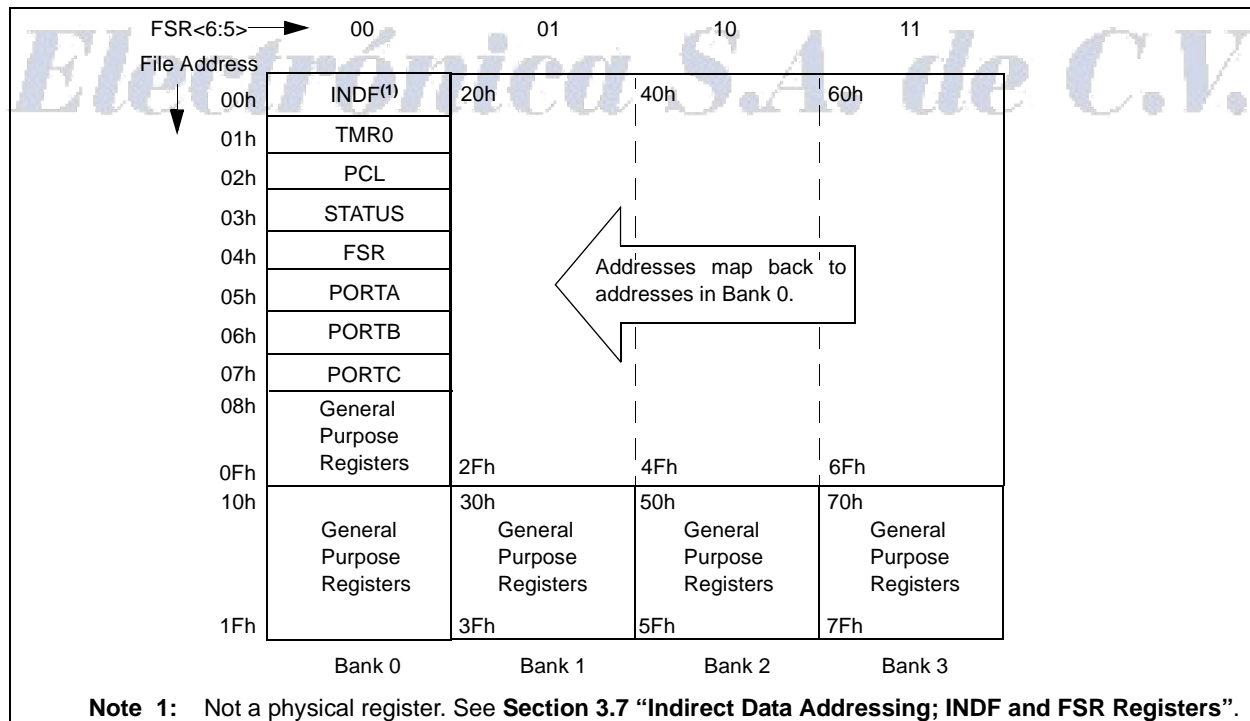 FSR<6:5> 00 01 10 11
Electrónica S.A. de C.V.
File Address
00h INDF(1) 20h 40h 60h
01h TMR0
02h PCL
03h STATUS
04h FSR
Addresses map back to
addresses in Bank 0.
05h PORTA
06h PORTB
07h PORTC
08h General
Purpose
Registers
0Fh 2Fh 4Fh 6Fh
10h 30h 50h 70h
General General General General
Purpose Purpose Purpose Purpose
Registers Registers Registers Registers
1Fh 3Fh 5Fh 7Fh
Bank 0 Bank 1 Bank 2 Bank 3
Note 1: Not a physical register. See Section 3.7 “Indirect Data Addressing; INDF and FSR Registers”.